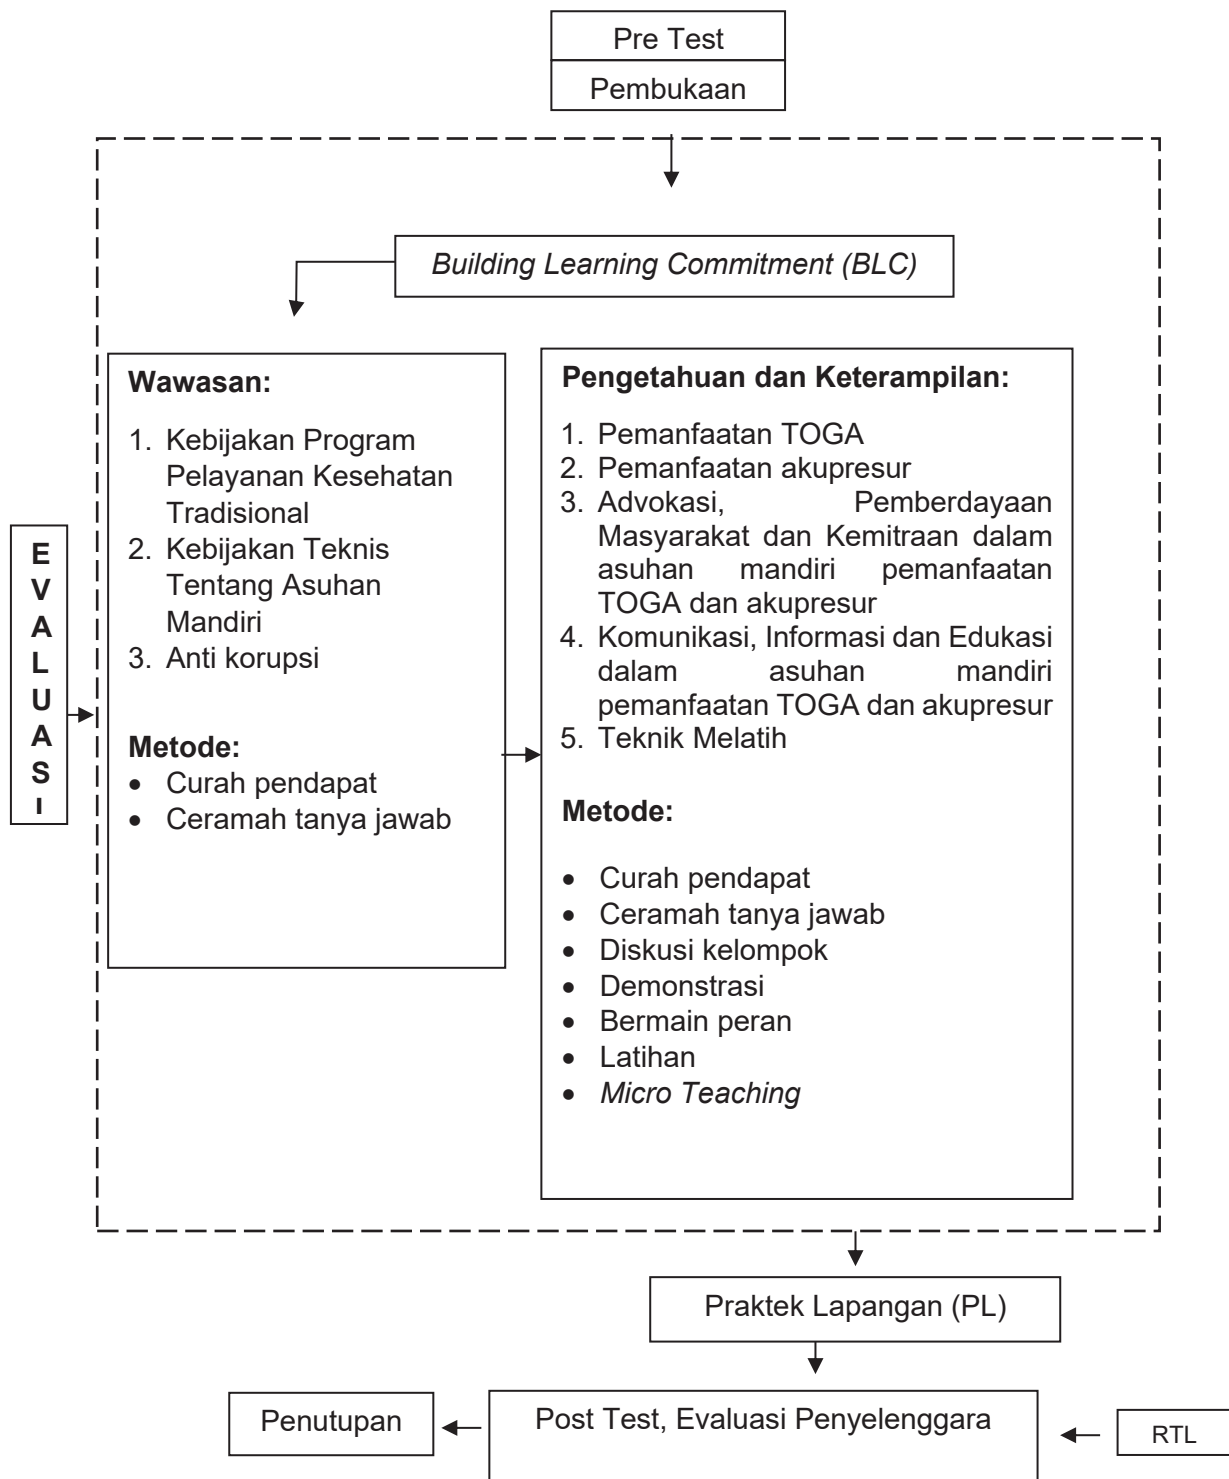 Pre Test
Pembukaan
Building Learning Commitment (BLC)
E
V
A
L
U
A
S
I
Wawasan:
1. Kebijakan Program
Pelayanan Kesehatan
Tradisional
2. Kebijakan Teknis
Tentang Asuhan
Mandiri
3. Anti korupsi
Metode:
• Curah pendapat
• Ceramah tanya jawab
Pengetahuan dan Keterampilan:
1. Pemanfaatan TOGA
2. Pemanfaatan akupresur
3. Advokasi, Pemberdayaan
Masyarakat dan Kemitraan dalam
asuhan mandiri pemanfaatan
TOGA dan akupresur
4. Komunikasi, Informasi dan Edukasi
dalam asuhan mandiri
pemanfaatan TOGA dan akupresur
5. Teknik Melatih
Metode:
• Curah pendapat
• Ceramah tanya jawab
• Diskusi kelompok
• Demonstrasi
• Bermain peran
• Latihan
• Micro Teaching
Praktek Lapangan (PL)
Penutupan
Post Test, Evaluasi Penyelenggara
RTL